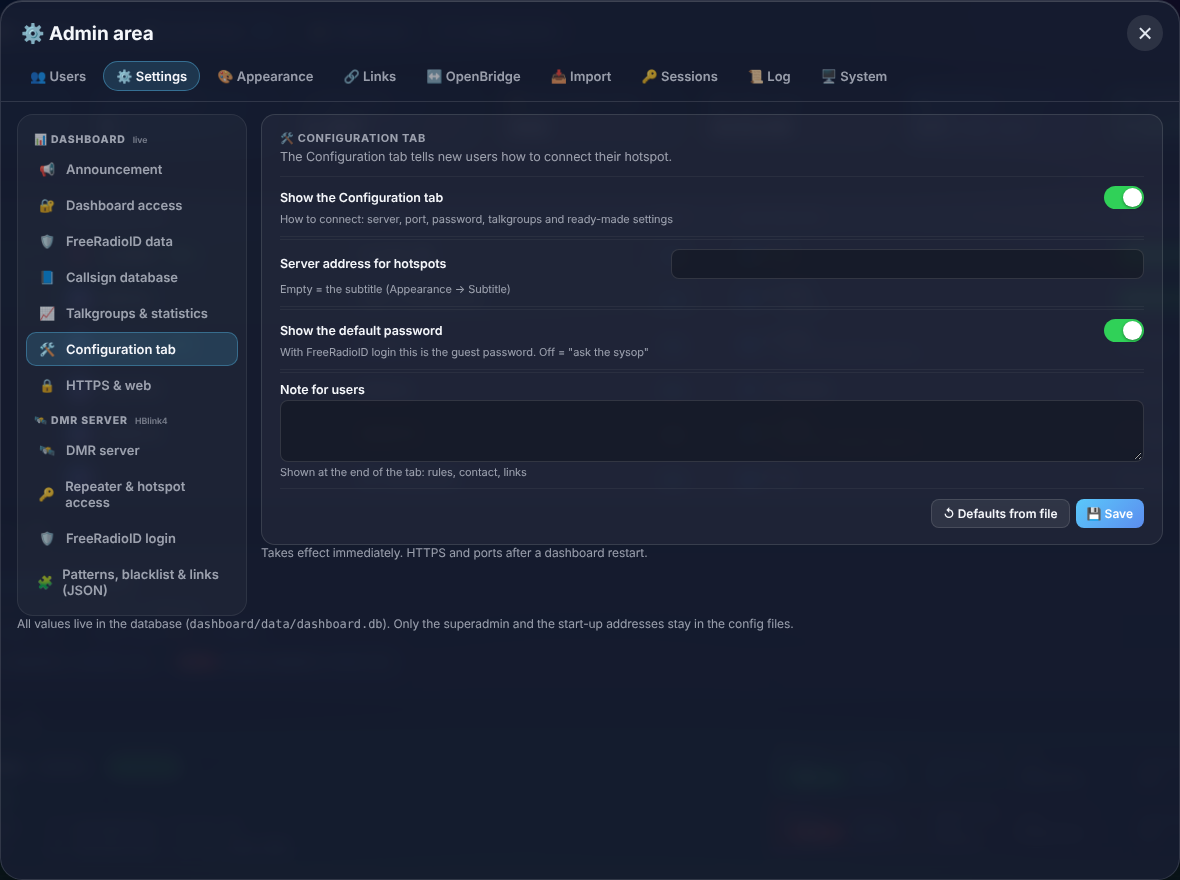 Admin area
Users
Settings
Appearance
Links
OpenBridge
Import
Sessions
Log
System
DASHBOARD live
Announcement
Dashboard access
FreeRadioID data
Callsign database
Talkgroups & statistics
Configuration tab
HTTPS & web
DMR SERVER HBlink4
DMR server
Repeater & hotspot
access
FreeRadioID login
Patterns, blacklist & links
(JSON)
CONFIGURATION TAB
The Configuration tab tells new users how to connect their hotspot.
Show the Configuration tab
How to connect: server, port, password, talkgroups and ready-made settings
Server address for hotspots
Empty = the subtitle (Appearance → Subtitle)
Show the default password
With FreeRadioID login this is the guest password. Off = "ask the sysop"
Note for users
Shown at the end of the tab: rules, contact, links
Defaults from file
Save
Takes effect immediately. HTTPS and ports after a dashboard restart.
All values live in the database (dashboard/data/dashboard.db). Only the superadmin and the start-up addresses stay in the config files.